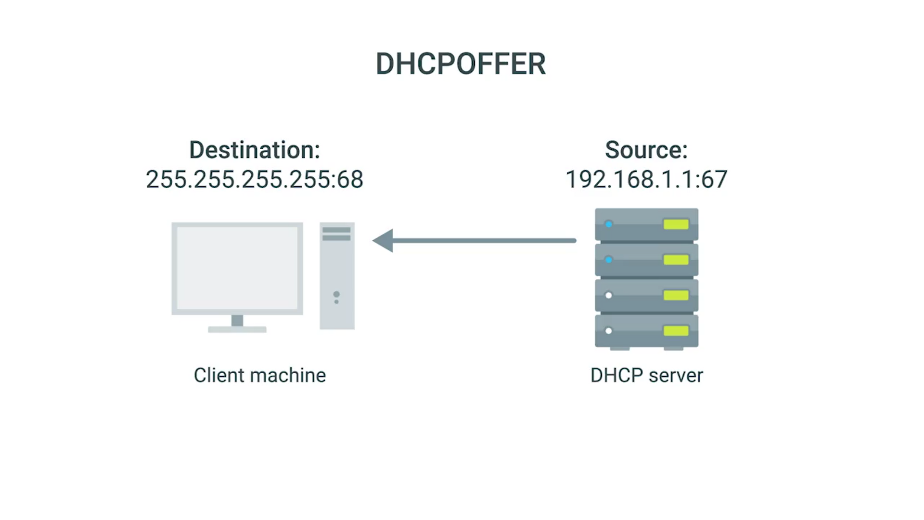 DHCPOFFER
Destination:
255.255.255.255:68
Source:
192.168.1.1:67
Client machine
DHCP server